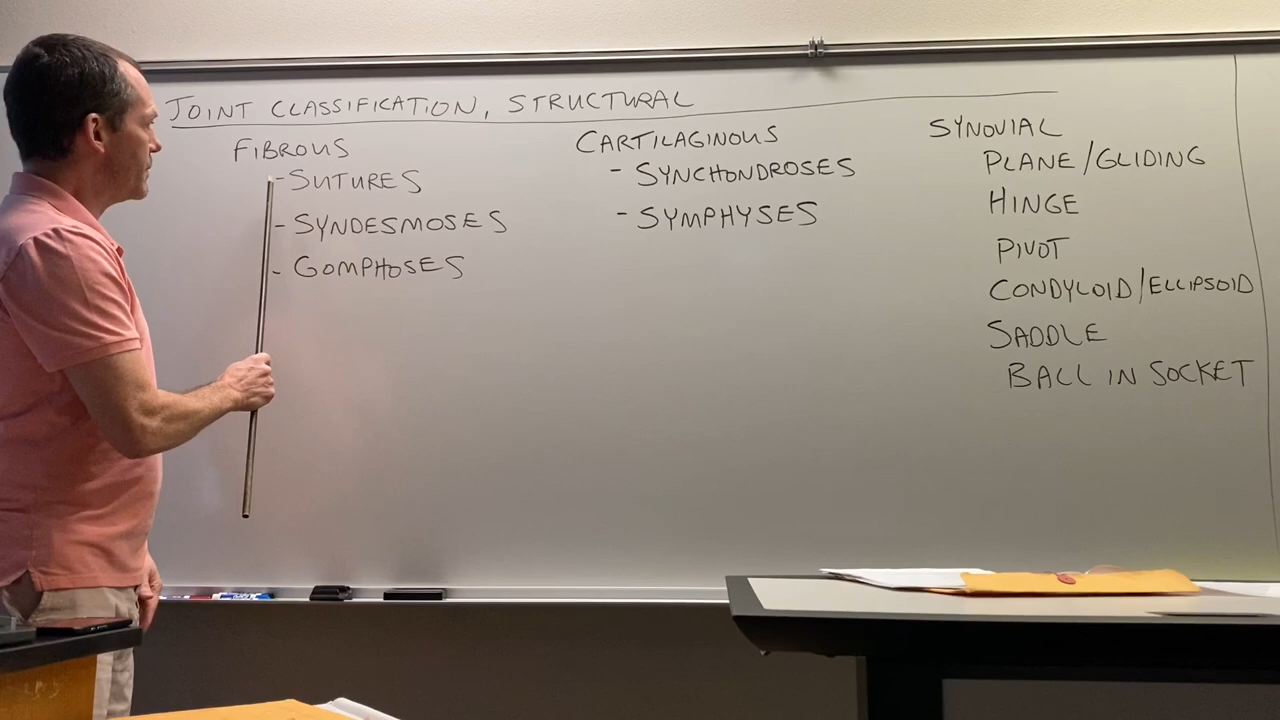 JOINT CLASSIFICATION, STRUCTURAL
FIBROUS
- SUTURES
- SYNDESMOSES
- GOMPHOSES
CARTILAGINOUS
- SYNCHONDROSES
- SYMPHYSES
SYNOVIAL
PLANE/GLIDING
HINGE
PIVOT
CONDYLOID/ELLIPSOID
SADDLE
BALL IN SOCKET